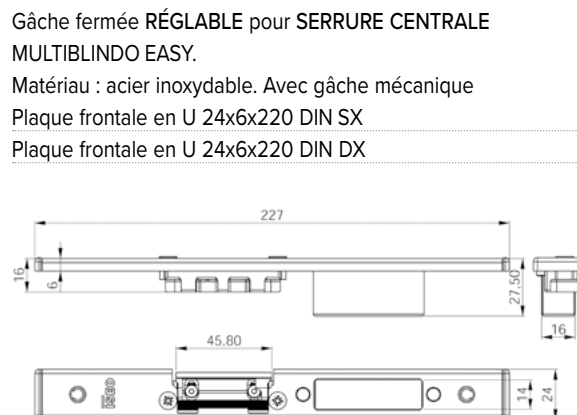 Gâche fermée RÉGLABLE pour SERRURE CENTRALE
MULTIBLINDO EASY.
Matériau : acier inoxydable. Avec gâche mécanique
Plaque frontale en U 24x6x220 DIN SX
Plaque frontale en U 24x6x220 DIN DX
227
16
6
27,50
16
45,80
ISEO
14
24